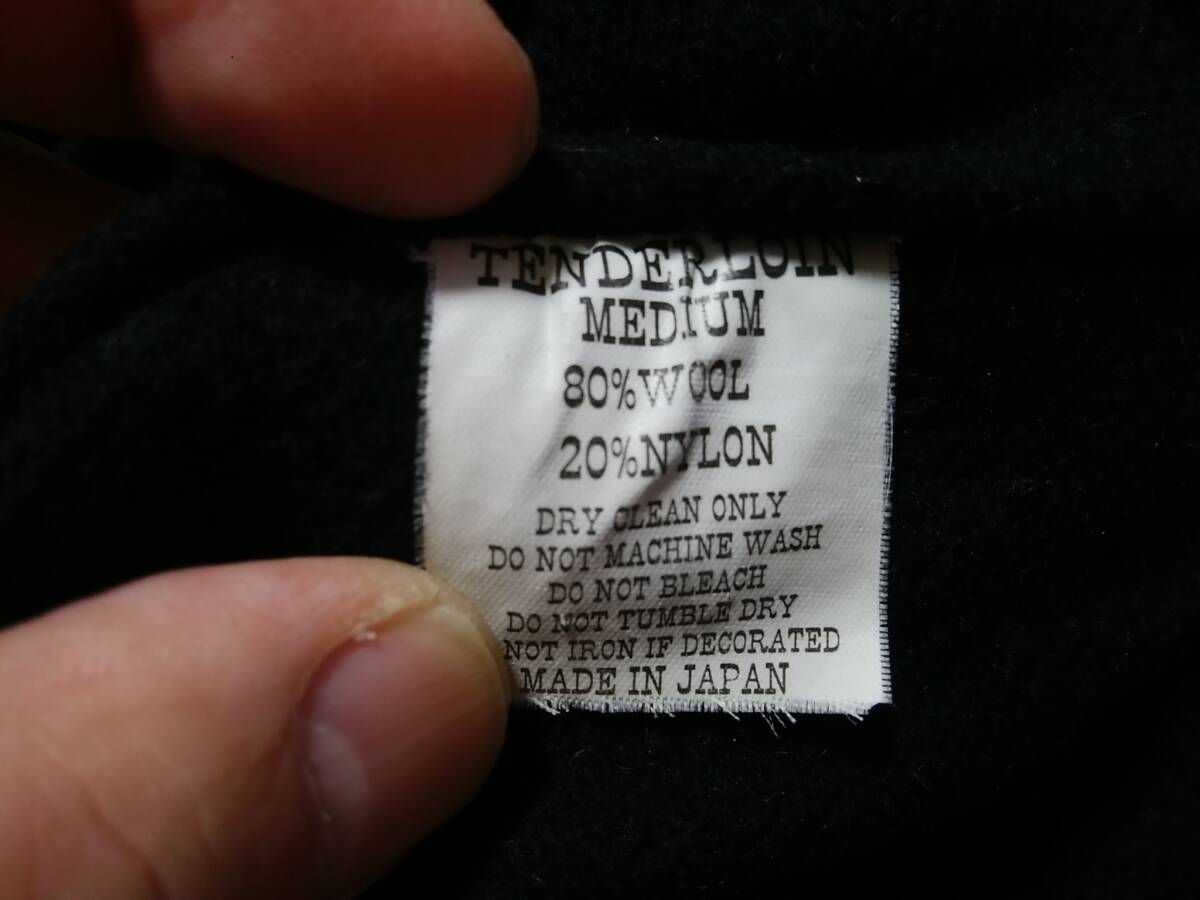 TENDERLOIN
MEDIUM
80%WOOL
20%NYLON
DRY CLEAN ONLY
DO NOT MACHINE WASH
DO NOT BLEACH
DO NOT TUMBLE DRY
NOT IRON IF DECORATED
MADE IN JAPAN